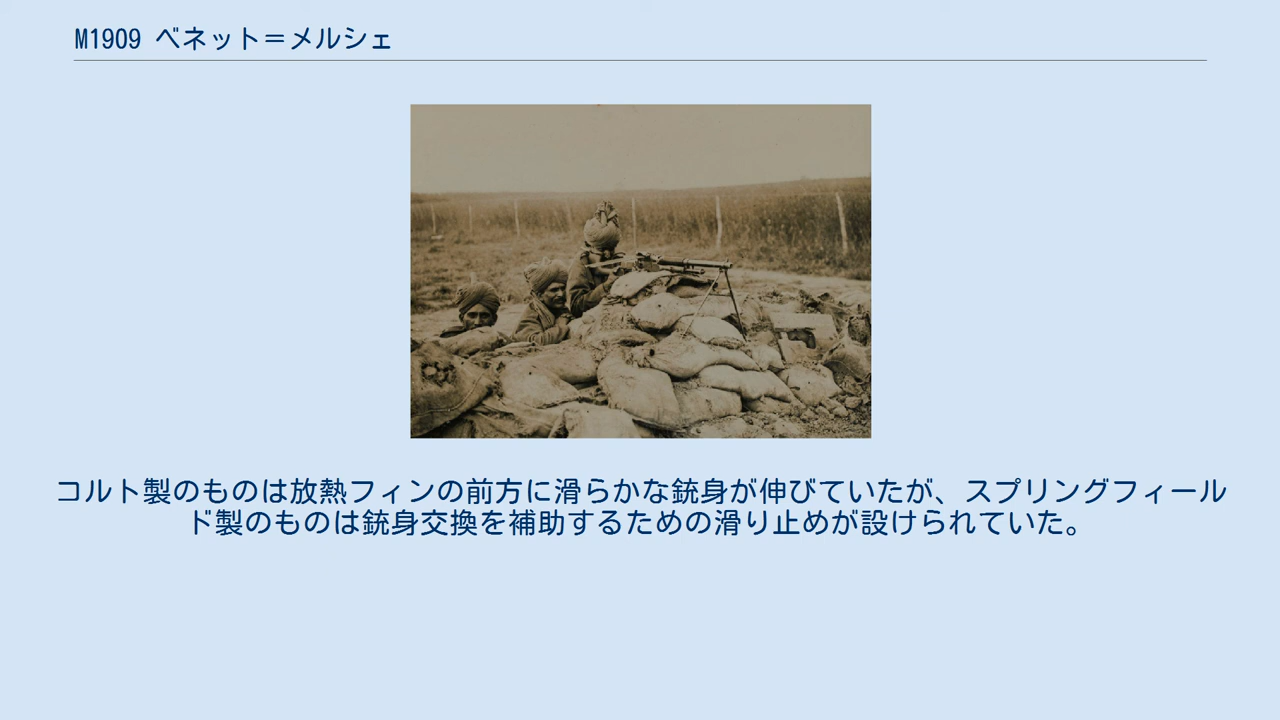 M1909 ベネット＝メルシェ
コルト製のものは放熱フィンの前方に滑らかな銃身が伸びていたが、スプリングフィール
ド製のものは銃身交換を補助するための滑り止めが設けられていた。